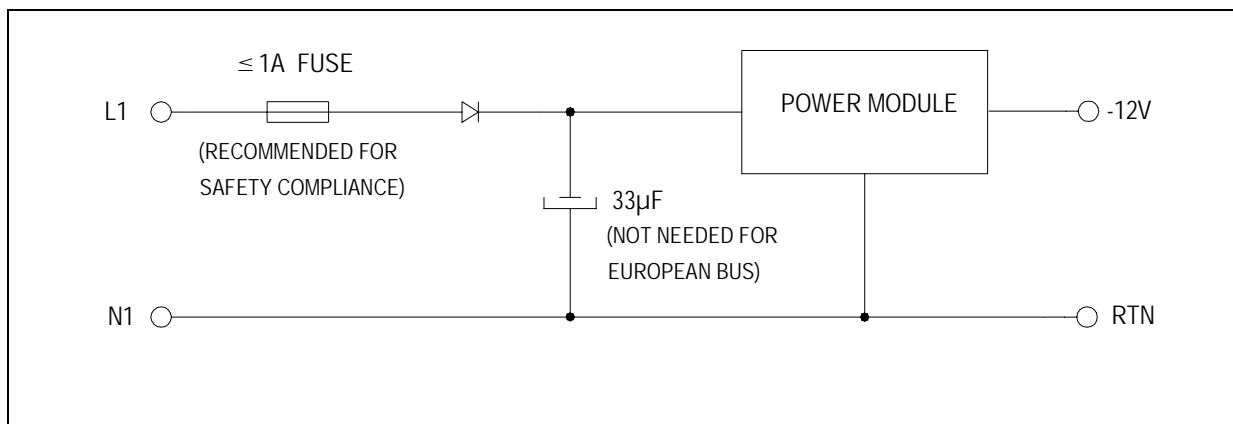 ≤ 1A FUSE
L1
POWER MODULE
-12V
(RECOMMENDED FOR
SAFETY COMPLIANCE)
33µF
(NOT NEEDED FOR
EUROPEAN BUS)
N1
RTN